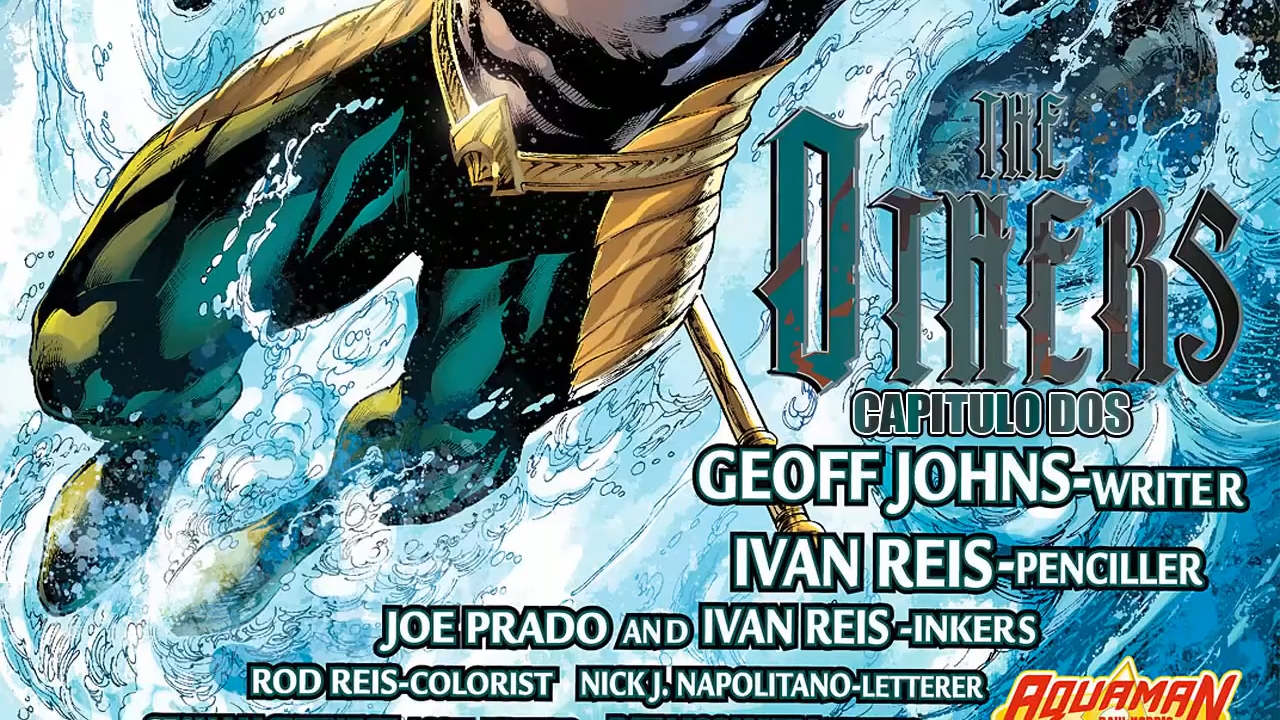 THE
OTHERS
CAPITULO DOS
GEOFF JOHNS-WRITER
IVAN REIS-PENCILLER
JOE PRADO AND IVAN REIS-INKERS
ROD REIS-COLORIST NICK J. NAPOLITANO-LETTERER
AQUAMAN